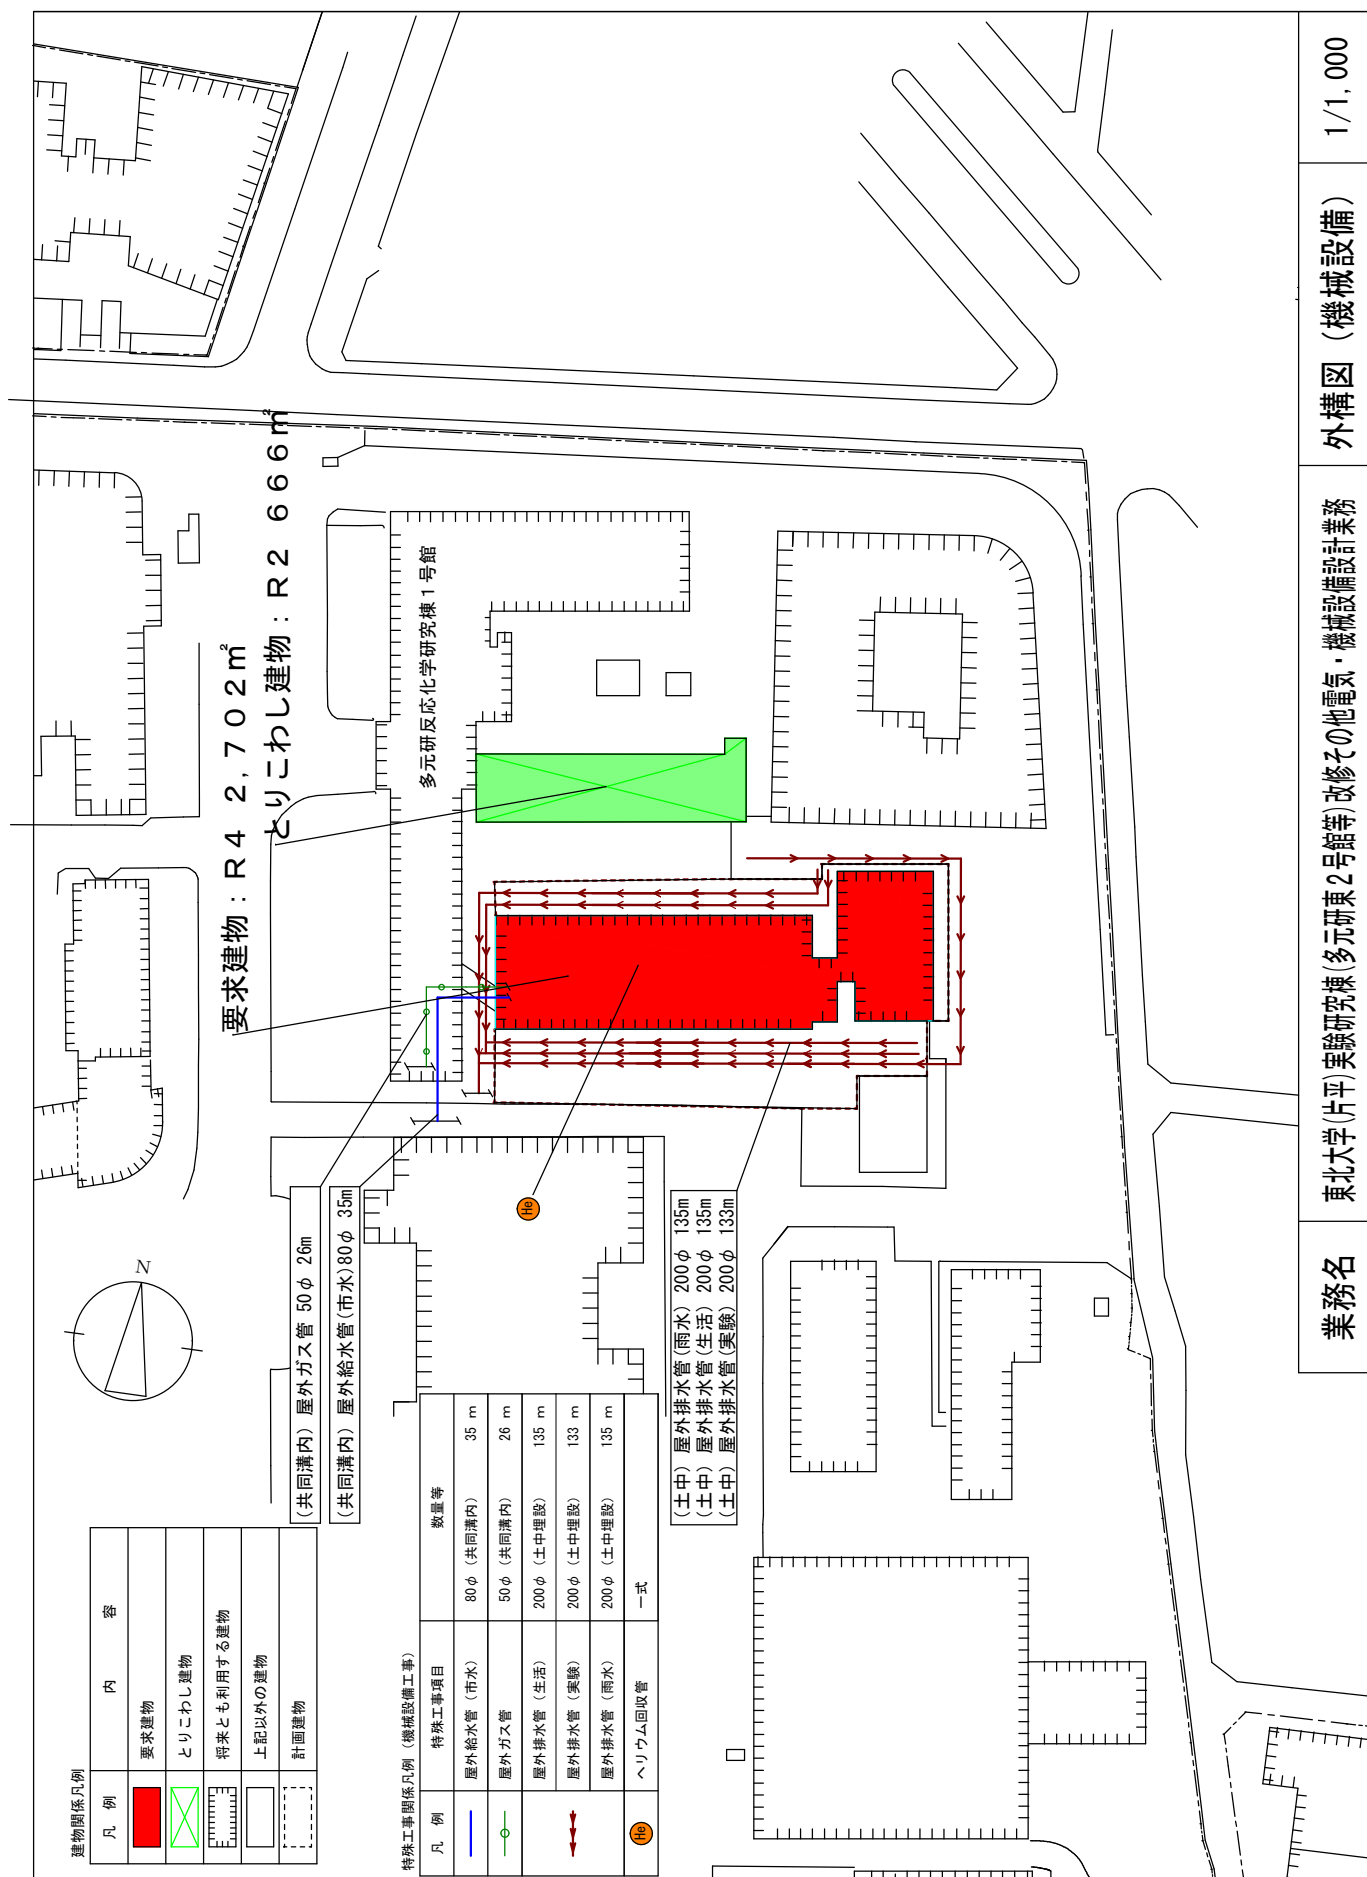 建物関係凡例
凡 例 内 容
要求建物
とりこわし建物
将来とも利用する建物
上記以外の建物
計画建物
N
要求建物：R4 2,702㎡
とりこわし建物：R2 666㎡
(共同溝内) 屋外ガス管 50φ 26m
(共同溝内) 屋外給水管(市水)80φ 35m
多元研反応化学研究棟1号館
特殊工事関係凡例 (機械設備工事)
凡 例 特殊工事項目 数量等
屋外給水管 (市水) 80φ (共同溝内) 35 m
屋外ガス管 50φ (共同溝内) 26 m
屋外排水管 (生活) 200φ (土中埋設) 135 m
屋外排水管 (実験) 200φ (土中埋設) 133 m
屋外排水管 (雨水) 200φ (土中埋設) 135 m
He ヘリウム回収管 一式
He
(土中) 屋外排水管(雨水) 200φ 135m
(土中) 屋外排水管(生活) 200φ 135m
(土中) 屋外排水管(実験) 200φ 133m
業務名 東北大学(片平)実験研究棟(多元研東2号館等)改修その他電気・機械設備設計業務 外構図 (機械設備) 1/1,000